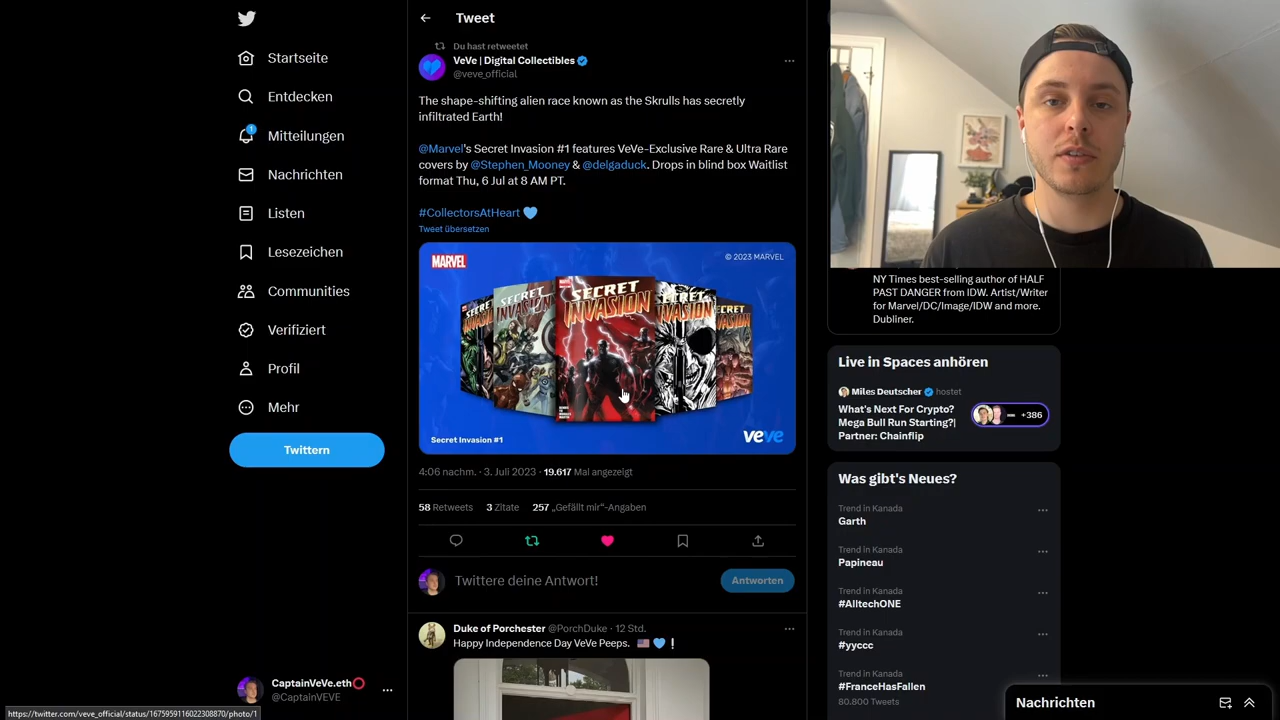 Startseite
Entdecken
1
Mitteilungen
Nachrichten
Listen
Lesezeichen
Communities
Verifiziert
Profil
Mehr
Twittern
CaptainVeVe.eth⭕
@CaptainVEVE
https://twitter.com/veve_official/status/1675959116022308870/photo/1
Tweet
Du hast retweetet
VeVe | Digital Collectibles
@veve_official
The shape-shifting alien race known as the Skrulls has secretly
infiltrated Earth!
@Marvel's Secret Invasion #1 features VeVe-Exclusive Rare & Ultra Rare
covers by @Stephen_Mooney & @delgaduck. Drops in blind box Waitlist
format Thu, 6 Jul at 8 AM PT.
#CollectorsAtHeart 💙
Tweet übersetzen
MARVEL
© 2023 MARVEL
SECRET INVASION
SECRET INVASION
SECRET INVASION
Secret Invasion #1
veve
4:06 nachm. · 3. Juli 2023 · 19.617 Mal angezeigt
58 Retweets 3 Zitate 257 „Gefällt mir“-Angaben
Twittere deine Antwort!
Antworten
Duke of Porchester @PorchDuke · 12 Std.
Happy Independence Day VeVe Peeps. 🇺🇸 💙 ❗
NY Times best-selling author of HALF
PAST DANGER from IDW. Artist/Writer
for Marvel/DC/Image/IDW and more.
Dubliner.
Live in Spaces anhören
Miles Deutscher hostet
What's Next For Crypto?
Mega Bull Run Starting?|
Partner: Chainflip
+386
Was gibt's Neues?
Trend in Kanada
Garth
Trend in Kanada
Papineau
Trend in Kanada
#AlltechONE
Trend in Kanada
#yyccc
Trend in Kanada
#FranceHasFallen
80.800 Tweets
Nachrichten